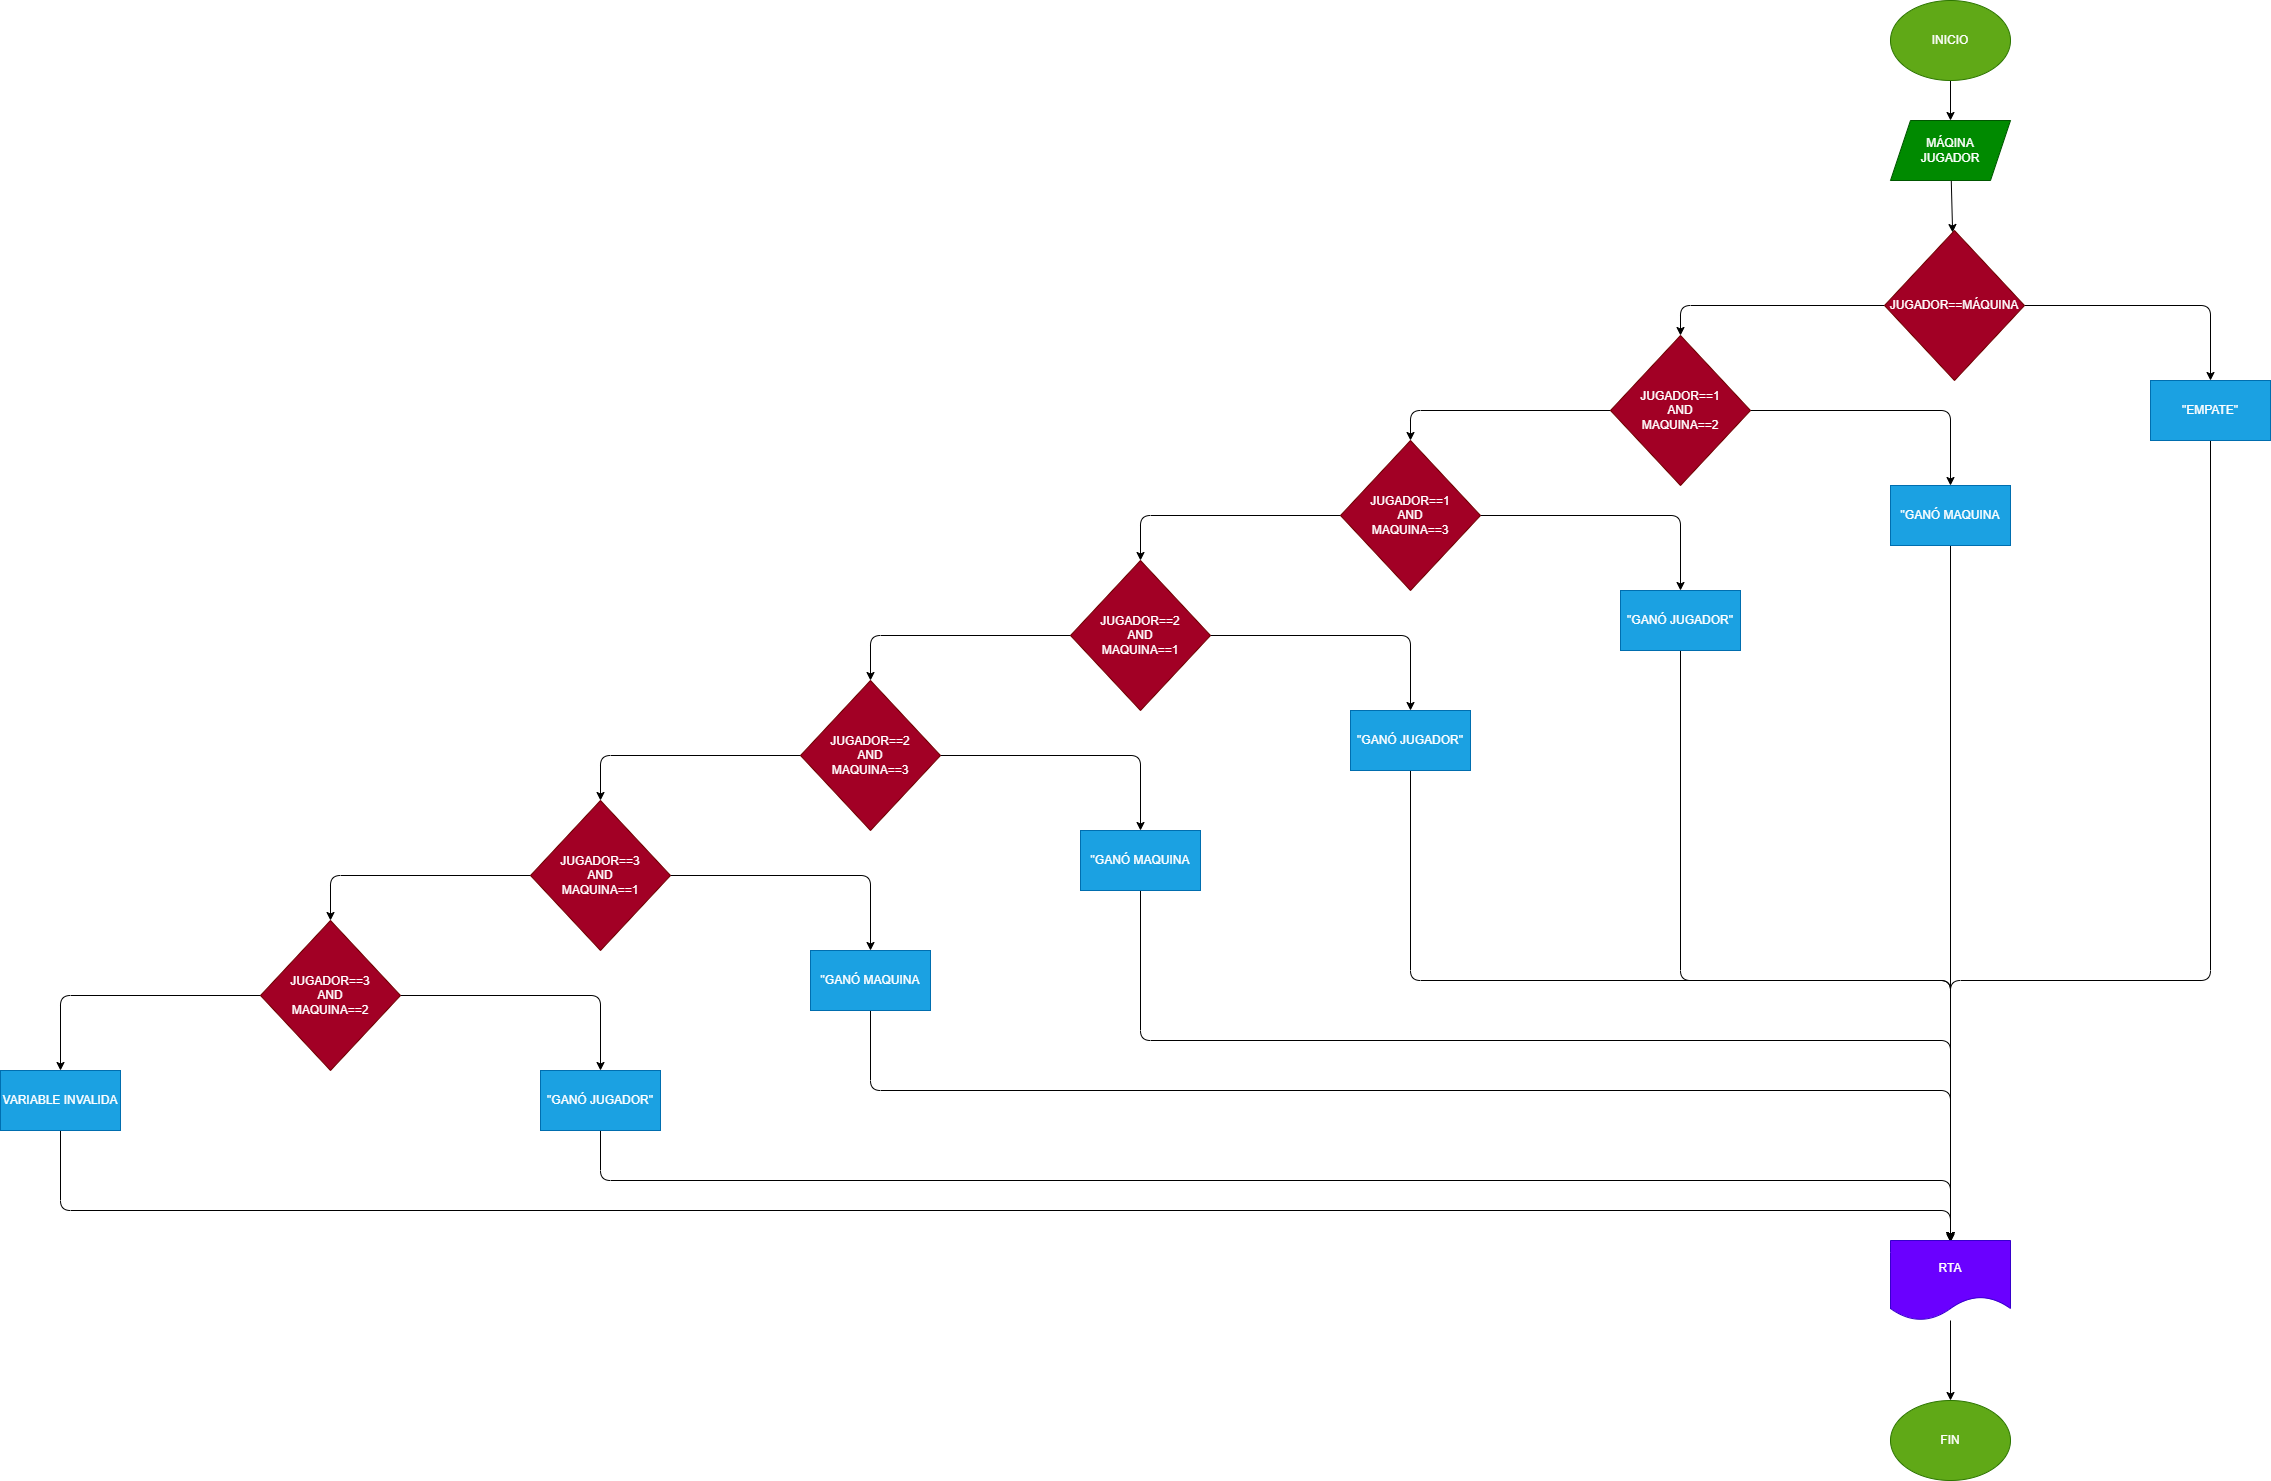 INICIO
MÁQINA
JUGADOR
JUGADOR==MÁQUINA
JUGADOR==1
AND
MAQUINA==2
"EMPATE"
JUGADOR==1
AND
MAQUINA==3
"GANÓ MAQUINA
JUGADOR==2
AND
MAQUINA==1
"GANÓ JUGADOR"
JUGADOR==2
AND
MAQUINA==3
"GANÓ JUGADOR"
JUGADOR==3
AND
MAQUINA==1
"GANÓ MAQUINA
JUGADOR==3
AND
MAQUINA==2
"GANÓ MAQUINA
VARIABLE INVALIDA
"GANÓ JUGADOR"
RTA
FIN